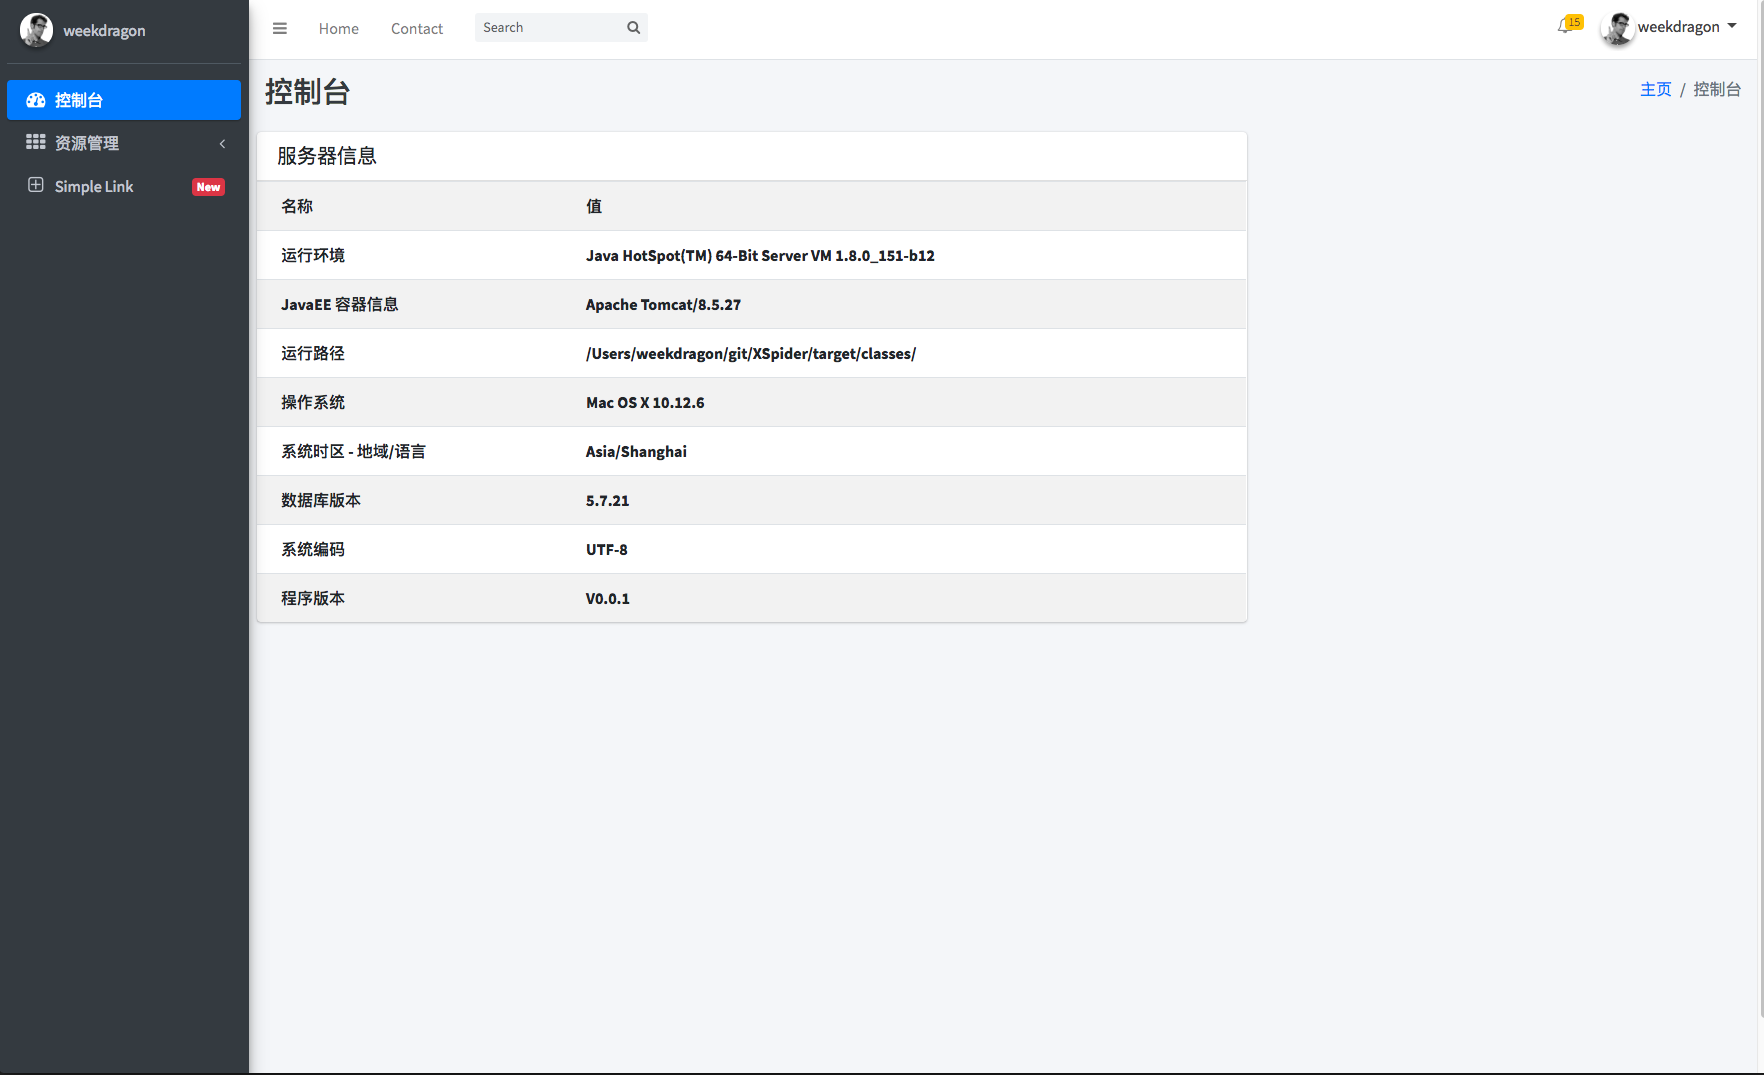 weekdragon
控制台
资源管理
Simple Link New
Home Contact Search 15 weekdragon
控制台
主页 / 控制台
服务器信息
名称 值
运行环境 Java HotSpot(TM) 64-Bit Server VM 1.8.0_151-b12
JavaEE 容器信息 Apache Tomcat/8.5.27
运行路径 /Users/weekdragon/git/XSpider/target/classes/
操作系统 Mac OS X 10.12.6
系统时区 - 地域/语言 Asia/Shanghai
数据库版本 5.7.21
系统编码 UTF-8
程序版本 V0.0.1